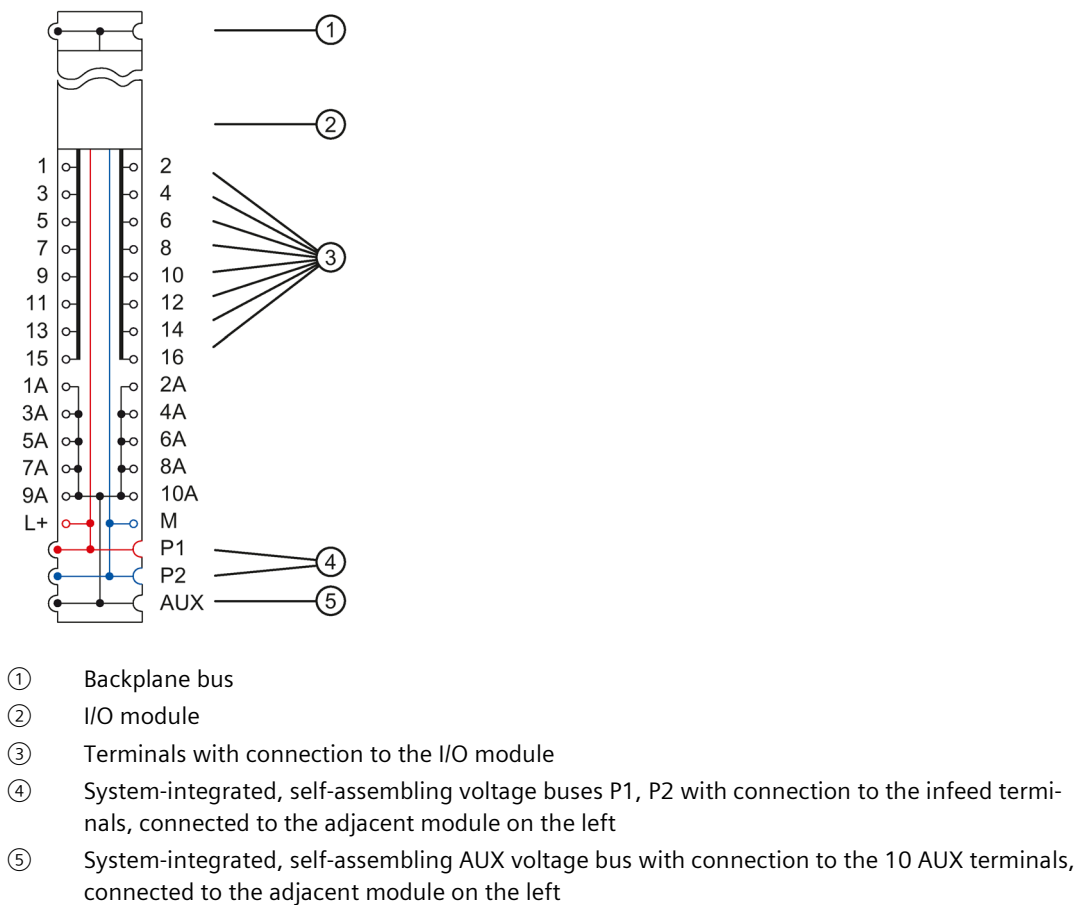 ①
②
1 2
3 4
5 6
7 8
③
9 10
11 12
13 14
15 16
1A 2A
3A 4A
5A 6A
7A 8A
9A 10A
L+ M
P1
④
P2
AUX ⑤
① Backplane bus
② I/O module
③ Terminals with connection to the I/O module
④ System-integrated, self-assembling voltage buses P1, P2 with connection to the infeed termi-
nals, connected to the adjacent module on the left
⑤ System-integrated, self-assembling AUX voltage bus with connection to the 10 AUX terminals,
connected to the adjacent module on the left